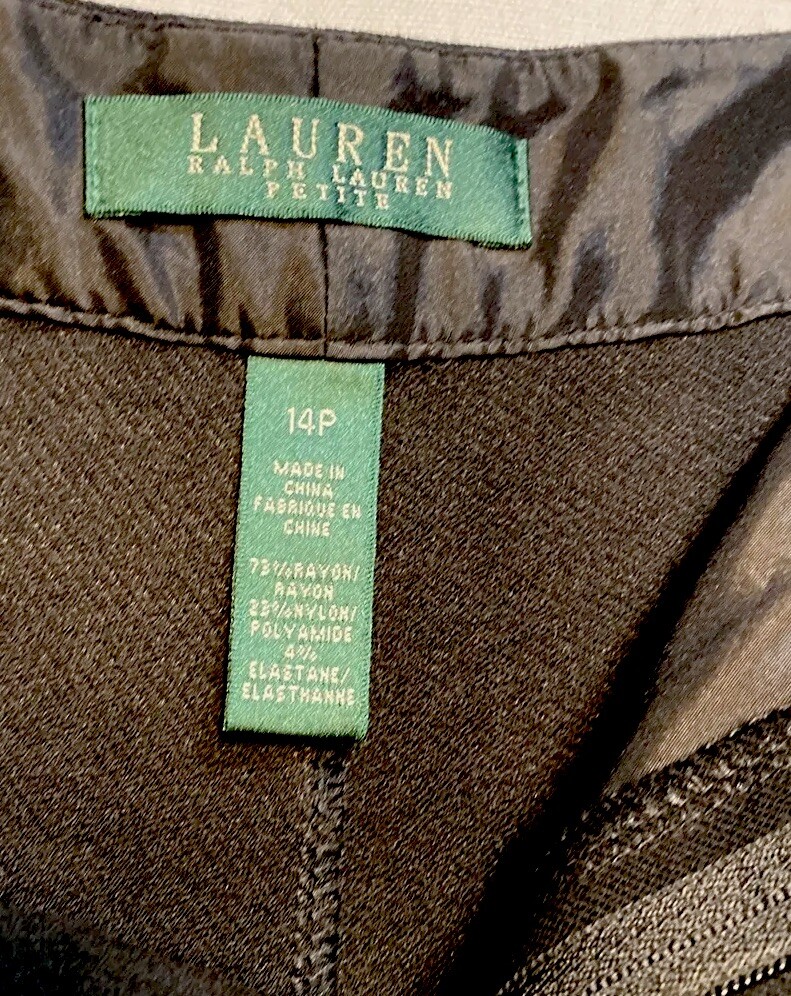 LAUREN
RALPH LAUREN
PETITE
14P
MADE IN
CHINA
FABRIQUE EN
CHINE
73%RAYON/
RAYON
23%NYLON/
POLYAMIDE
4%
ELASTANE/
ELASTHANNE